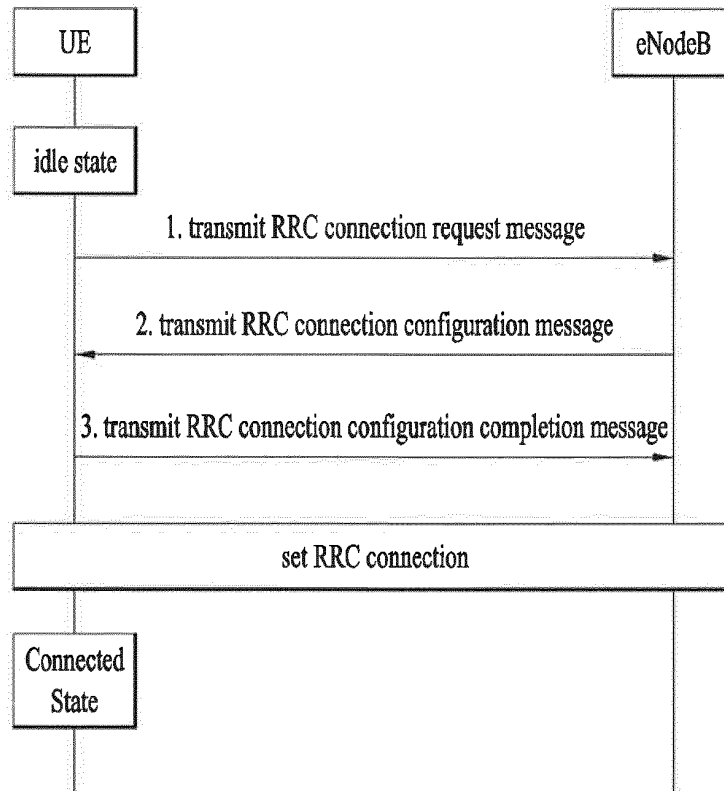 UE
eNodeB
idle state
1. transmit RRC connection request message
2. transmit RRC connection configuration message
3. transmit RRC connection configuration completion message
set RRC connection
Connected
State